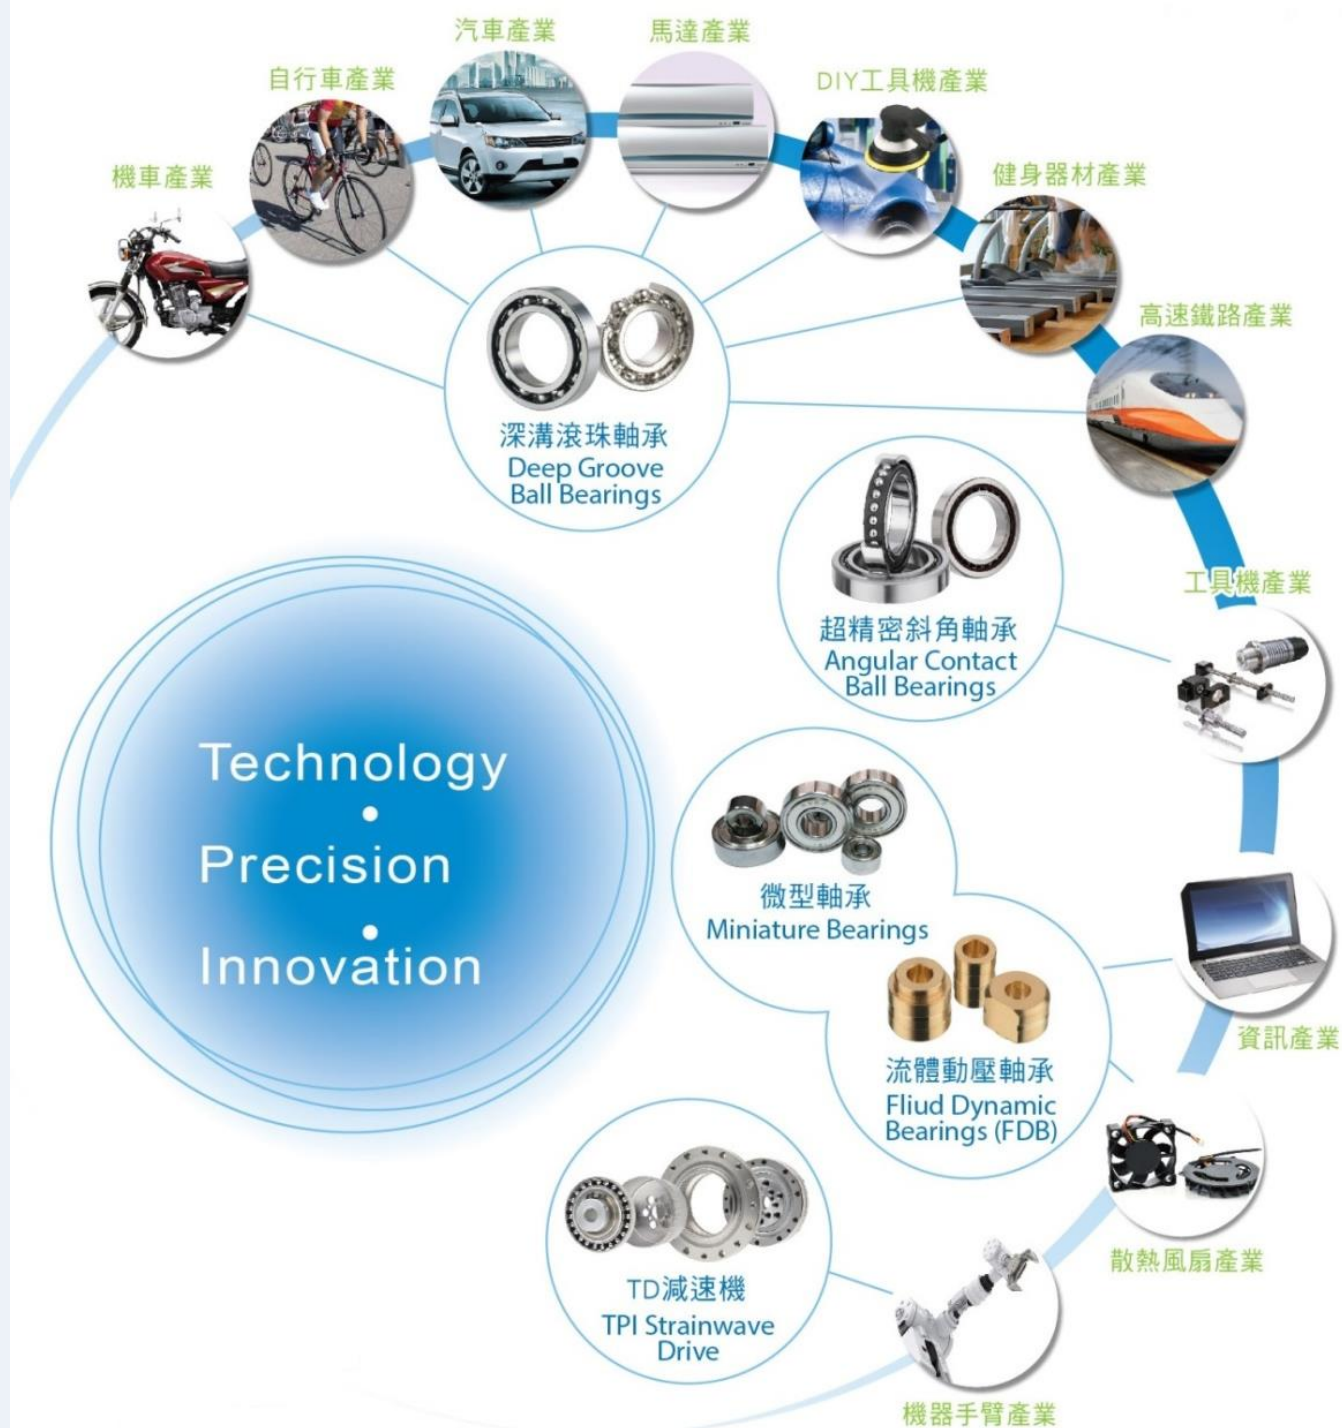 汽車產業
馬達產業
自行車產業
DIY工具機產業
機車產業
健身器材產業
高速鐵路產業
深溝滾珠軸承
Deep Groove
Ball Bearings
工具機產業
超精密斜角軸承
Angular Contact
Ball Bearings
Technology
•
Precision
•
Innovation
微型軸承
Miniature Bearings
資訊產業
流體動壓軸承
Fliud Dynamic
Bearings (FDB)
散熱風扇產業
TD減速機
TPI Strainwave
Drive
機器手臂產業